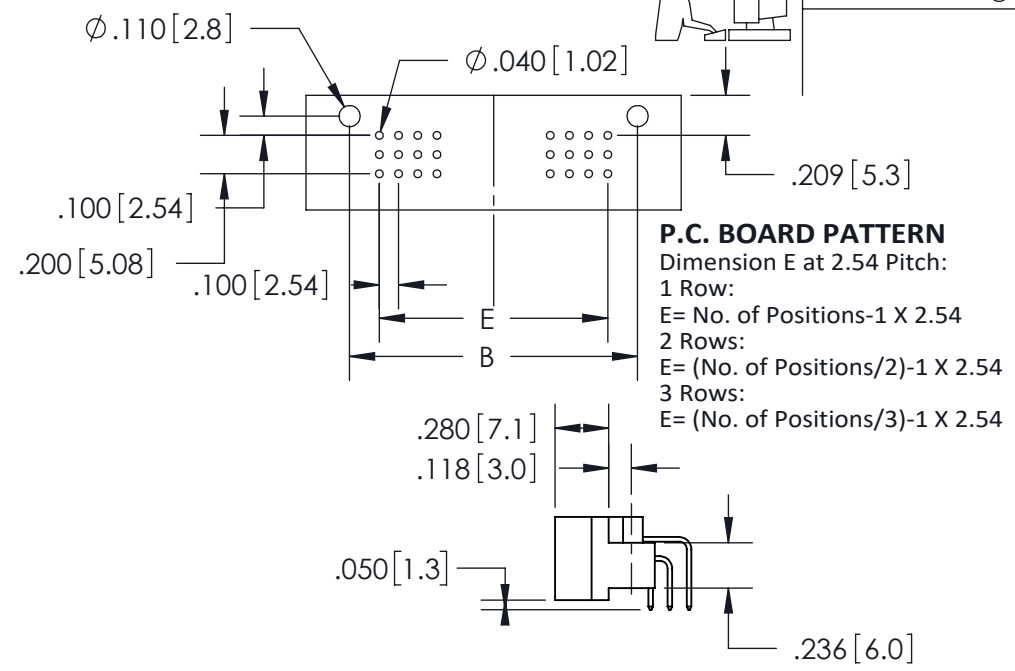 ⌀.110[2.8]
⌀.040[1.02]
.209[5.3]
.100[2.54]
.200[5.08]
.100[2.54]
E
B
P.C. BOARD PATTERN
Dimension E at 2.54 Pitch:
1 Row:
E= No. of Positions-1 X 2.54
2 Rows:
E= (No. of Positions/2)-1 X 2.54
3 Rows:
E= (No. of Positions/3)-1 X 2.54
.280[7.1]
.118[3.0]
.050[1.3]
.236[6.0]